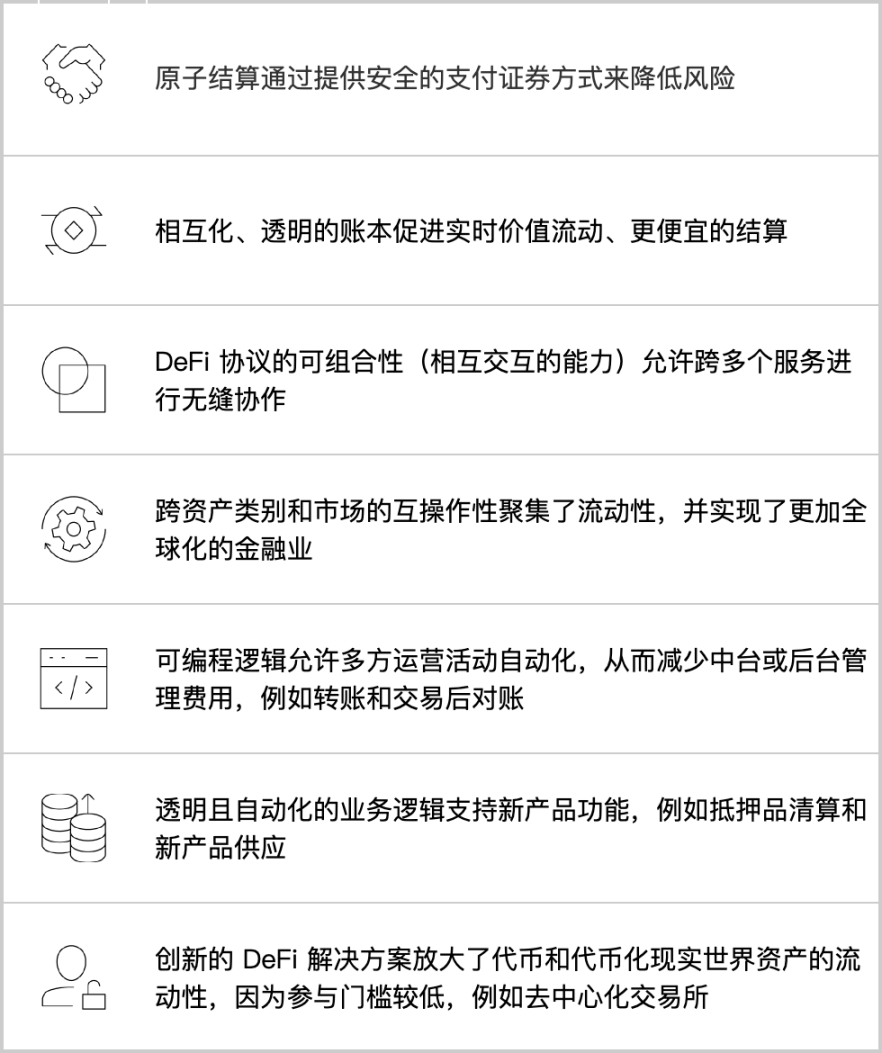 原子结算通过提供安全的支付证券方式来降低风险
相互化、透明的账本促进实时价值流动、更便宜的结算
DeFi 协议的可组合性（相互交互的能力）允许跨多个服务进
行无缝协作
跨资产类别和市场的互操作性聚集了流动性，并实现了更加全
球化的金融业
</>
可编程逻辑允许多方运营活动自动化，从而减少中台或后台管
理费用，例如转账和交易后对账
透明且自动化的业务逻辑支持新产品功能，例如抵押品清算和
新产品供应
创新的 DeFi 解决方案放大了代币和代币化现实世界资产的流
动性，因为参与门槛较低，例如去中心化交易所